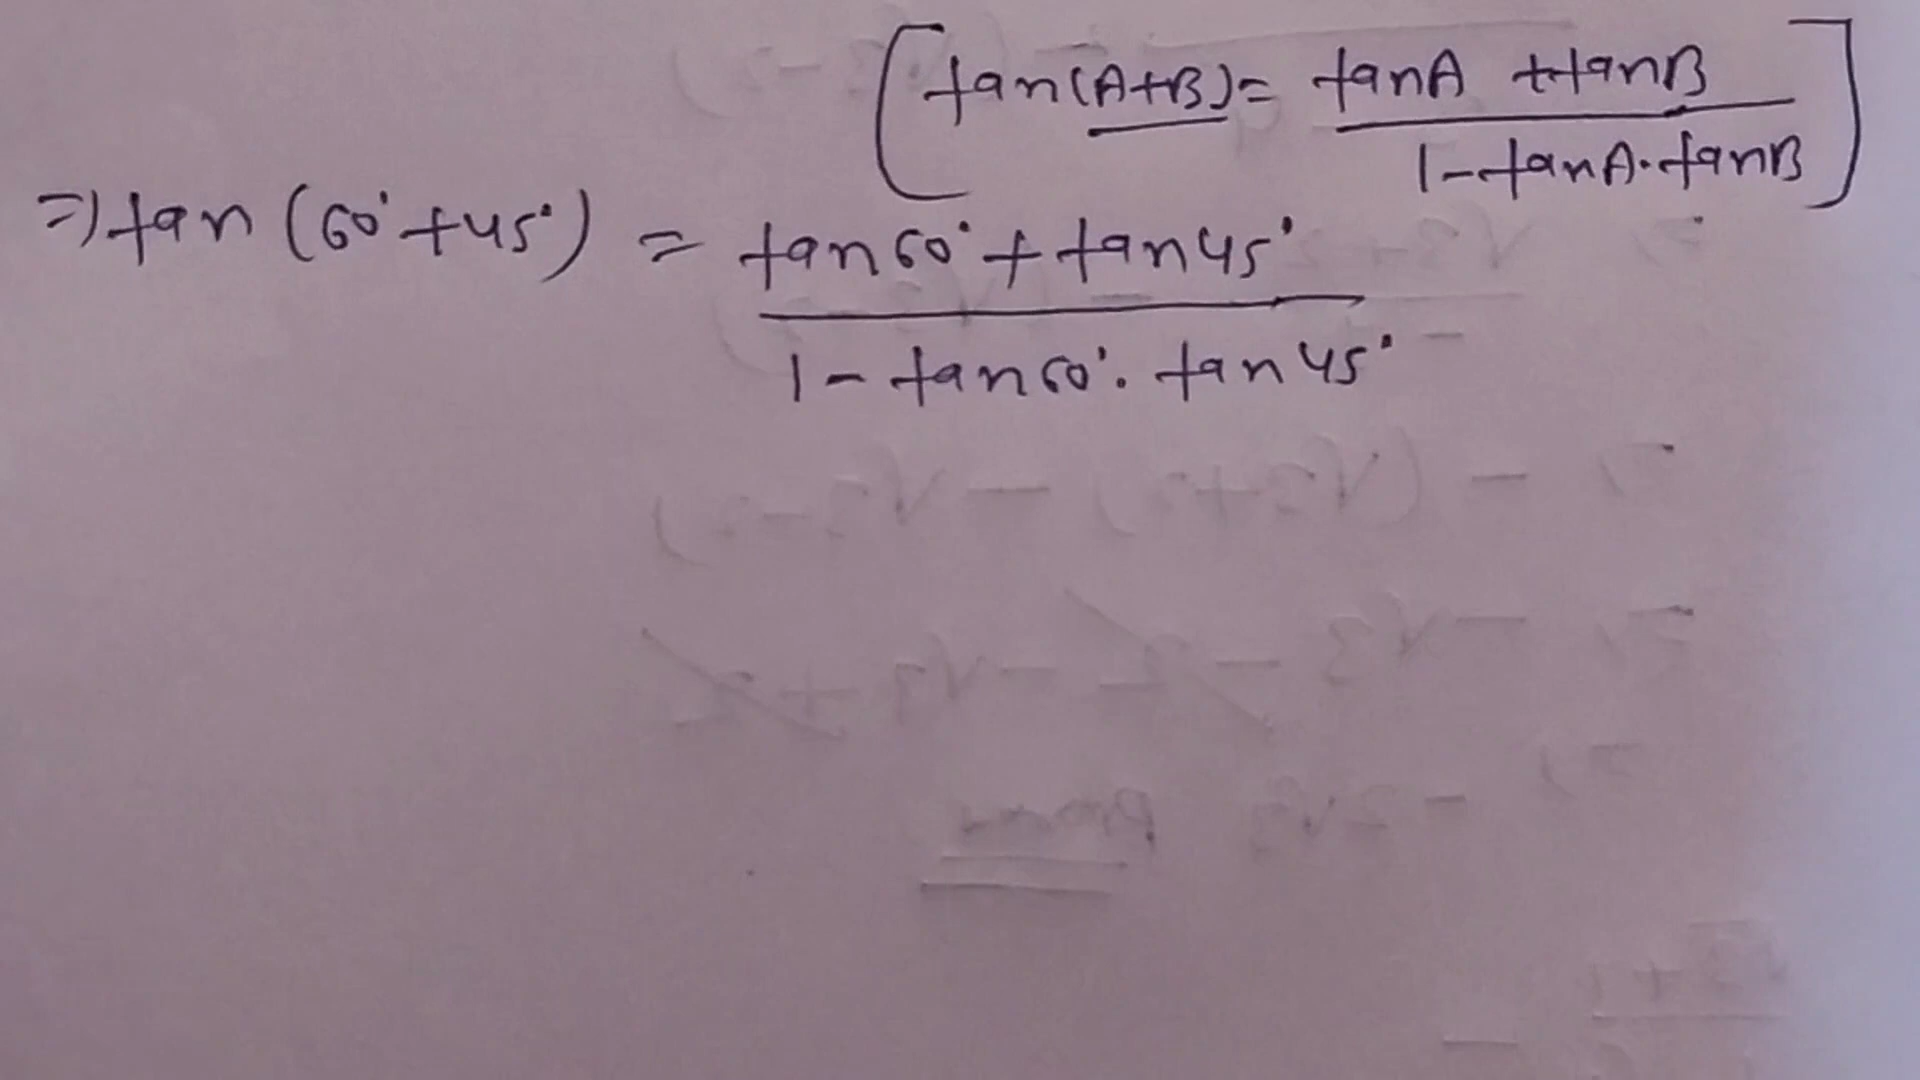 [tan(A+B)= tanA +tanB
1-tanA.tanB]
=) tan (60°+45°) = tan60°+tan45°
1- tan60°. tan45°